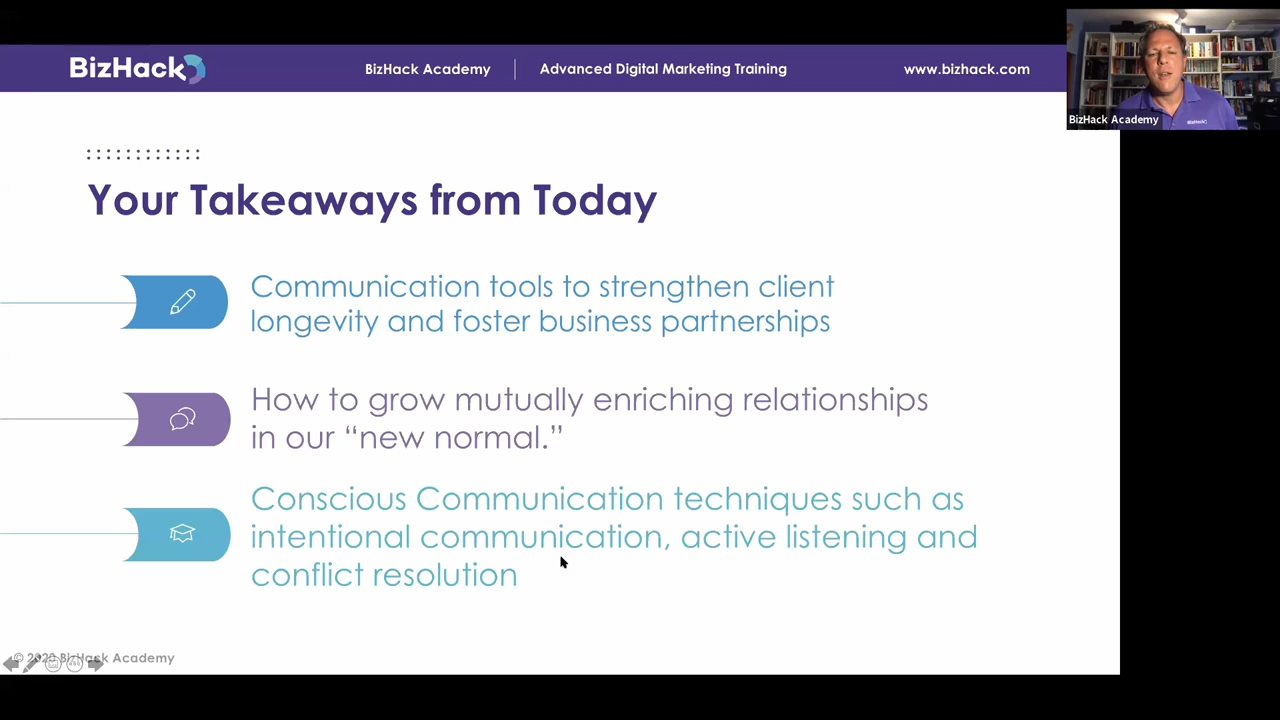 BizHack
BizHack Academy
Advanced Digital Marketing Training
www.bizhack.com
BizHack Academy
Your Takeaways from Today
Communication tools to strengthen client
longevity and foster business partnerships
How to grow mutually enriching relationships
in our “new normal.”
Conscious Communication techniques such as
intentional communication, active listening and
conflict resolution
© 2020 BizHack Academy